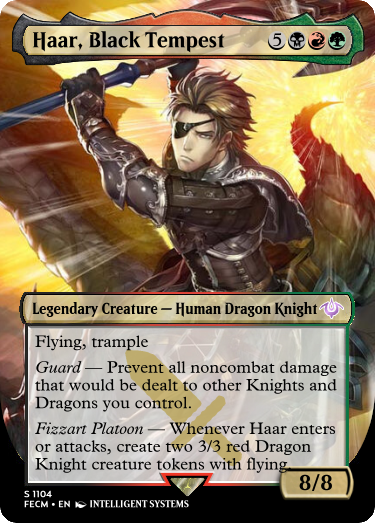 Haar, Black Tempest 5
Legendary Creature — Human Dragon Knight
Flying, trample
Guard — Prevent all noncombat damage
that would be dealt to other Knights and
Dragons you control.
Fizzart Platoon — Whenever Haar enters
or attacks, create two 3/3 red Dragon
Knight creature tokens with flying.
8/8
S 1104
FECM • EN INTELLIGENT SYSTEMS